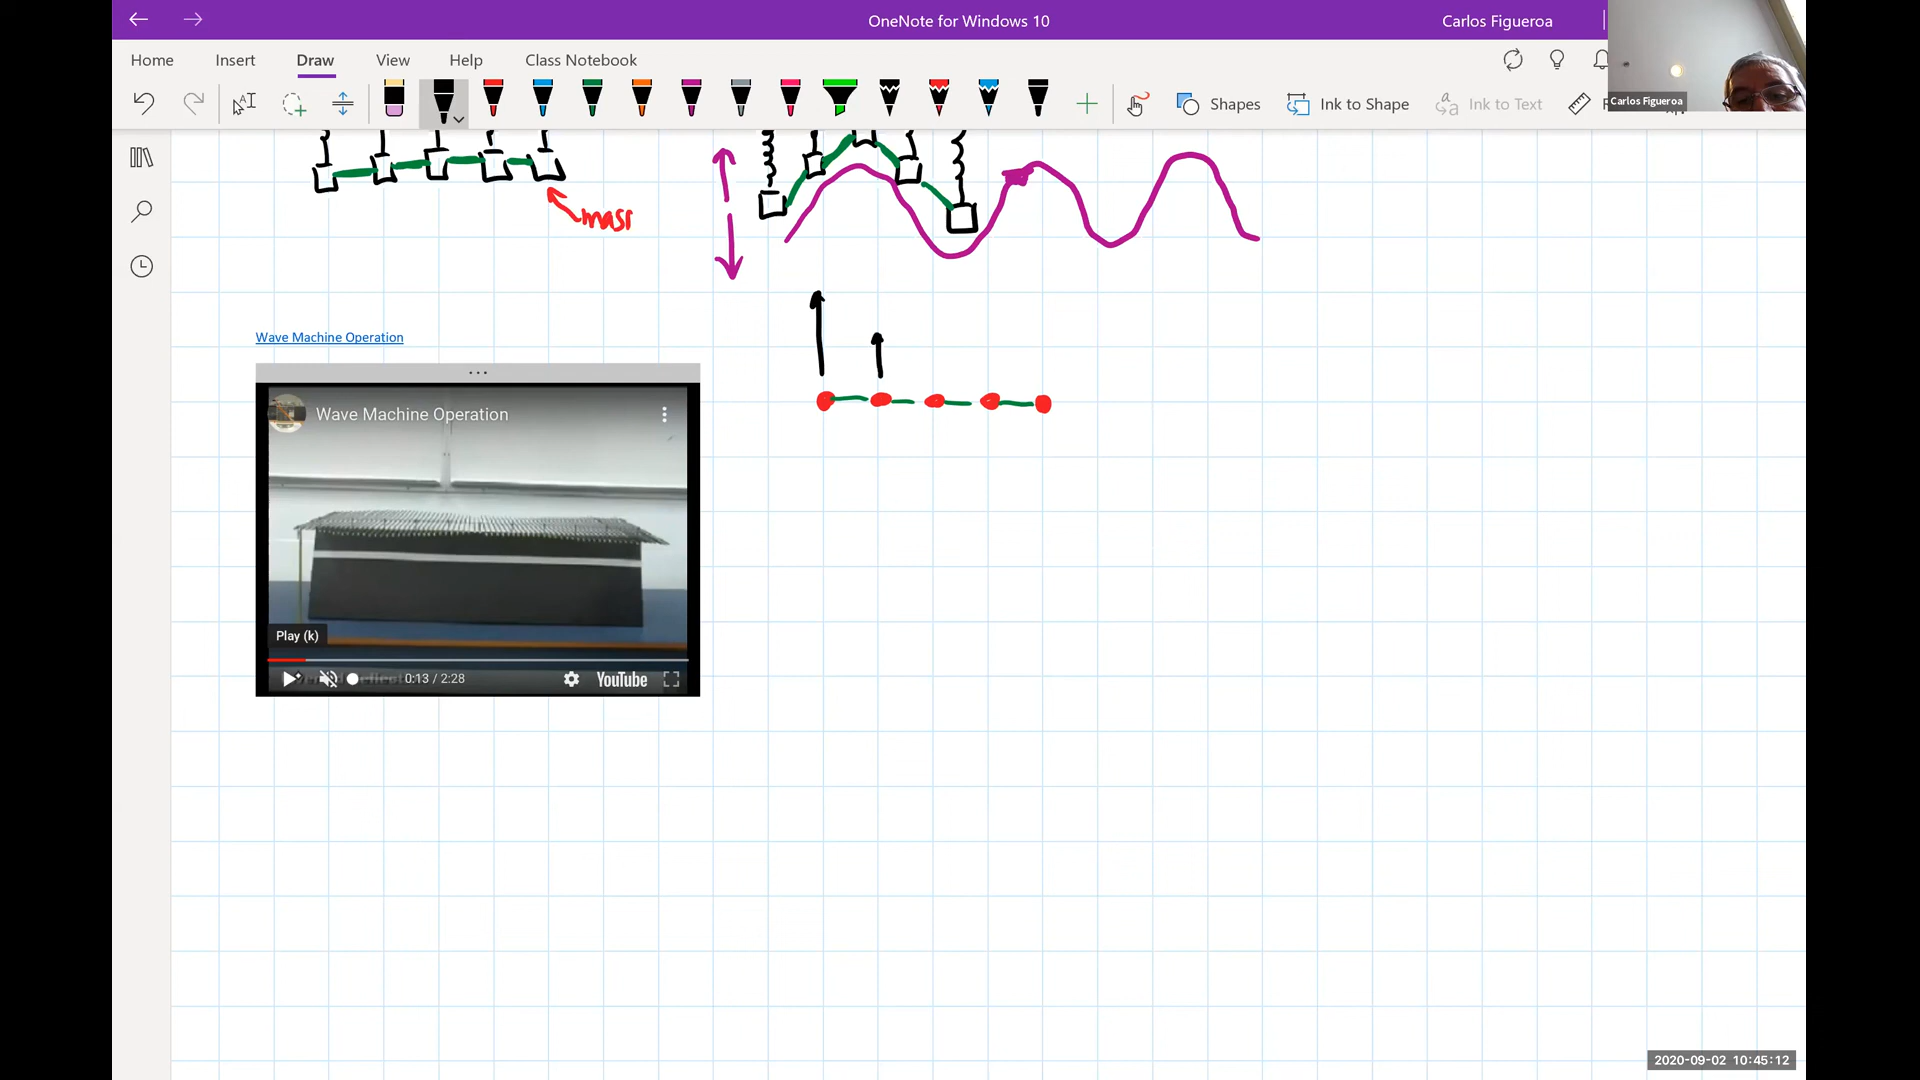 OneNote for Windows 10
Carlos Figueroa
Home Insert Draw View Help Class Notebook
Shapes Ink to Shape Ink to Text
Carlos Figueroa
mass
Wave Machine Operation
Wave Machine Operation
Play (k)
0:13 / 2:28 YouTube
2020-09-02 10:45:12